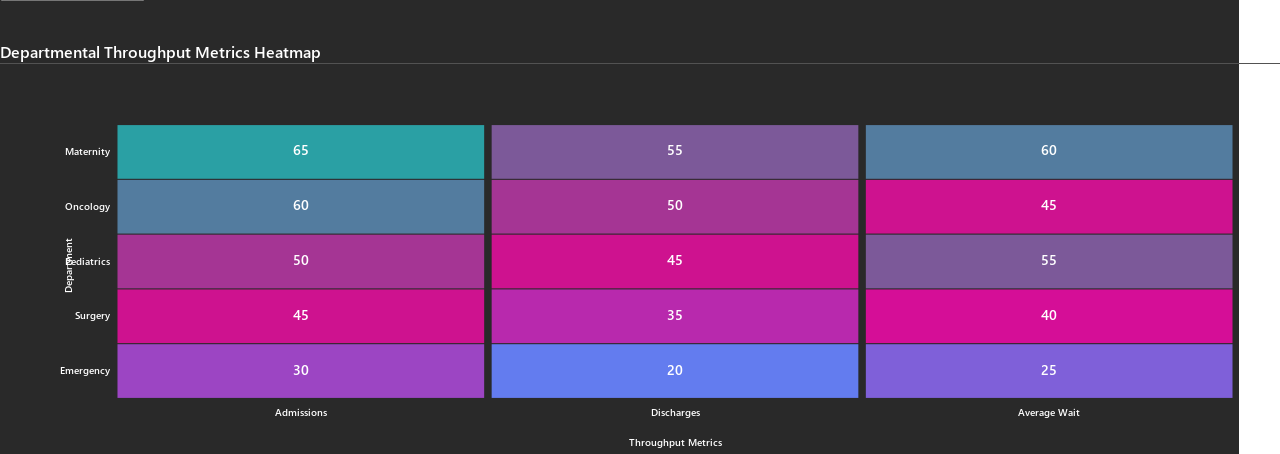 Departmental Throughput Metrics Heatmap
Maternity 65 55 60
Oncology 60 50 45
Pediatrics 50 45 55
Department
Surgery 45 35 40
Emergency 30 20 25
Admissions Discharges Average Wait
Throughput Metrics